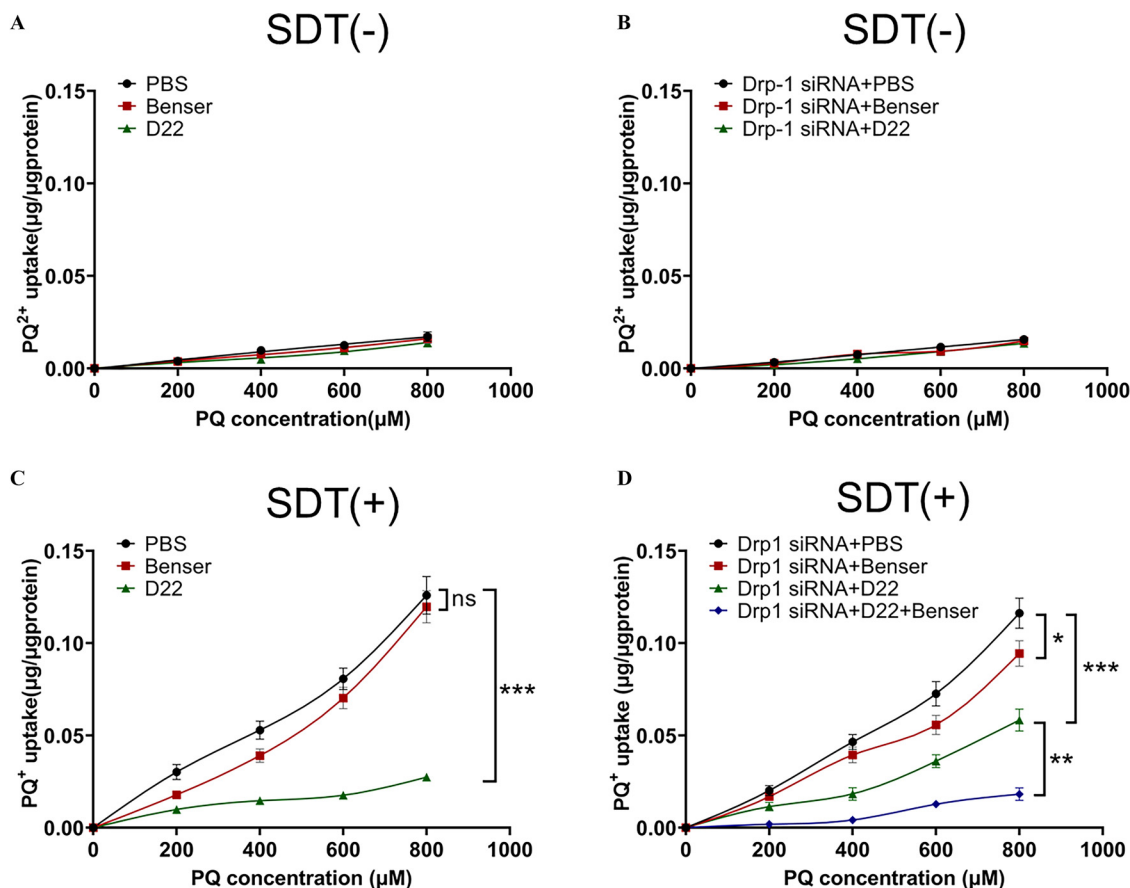 A
SDT(-)
PBS
Benser
D22
0.15
0.10
0.05
0.00
PQ²⁺ uptake(μg/μgprotein)
0 200 400 600 800 1000
PQ concentration(μM)
B
SDT(-)
Drp-1 siRNA+PBS
Drp-1 siRNA+Benser
Drp-1 siRNA+D22
0.15
0.10
0.05
0.00
PQ²⁺ uptake(μg/μgprotein)
0 200 400 600 800 1000
PQ concentration (μM)
C
SDT(+)
PBS
Benser
D22
0.15
0.10
0.05
0.00
PQ⁺ uptake(μg/μgprotein)
ns
***
0 200 400 600 800 1000
PQ concentration (μM)
D
SDT(+)
Drp1 siRNA+PBS
Drp1 siRNA+Benser
Drp1 siRNA+D22
Drp1 siRNA+D22+Benser
0.15
0.10
0.05
0.00
PQ⁺ uptake (μg/μgprotein)
*
***
**
0 200 400 600 800 1000
PQ concentration (μM)